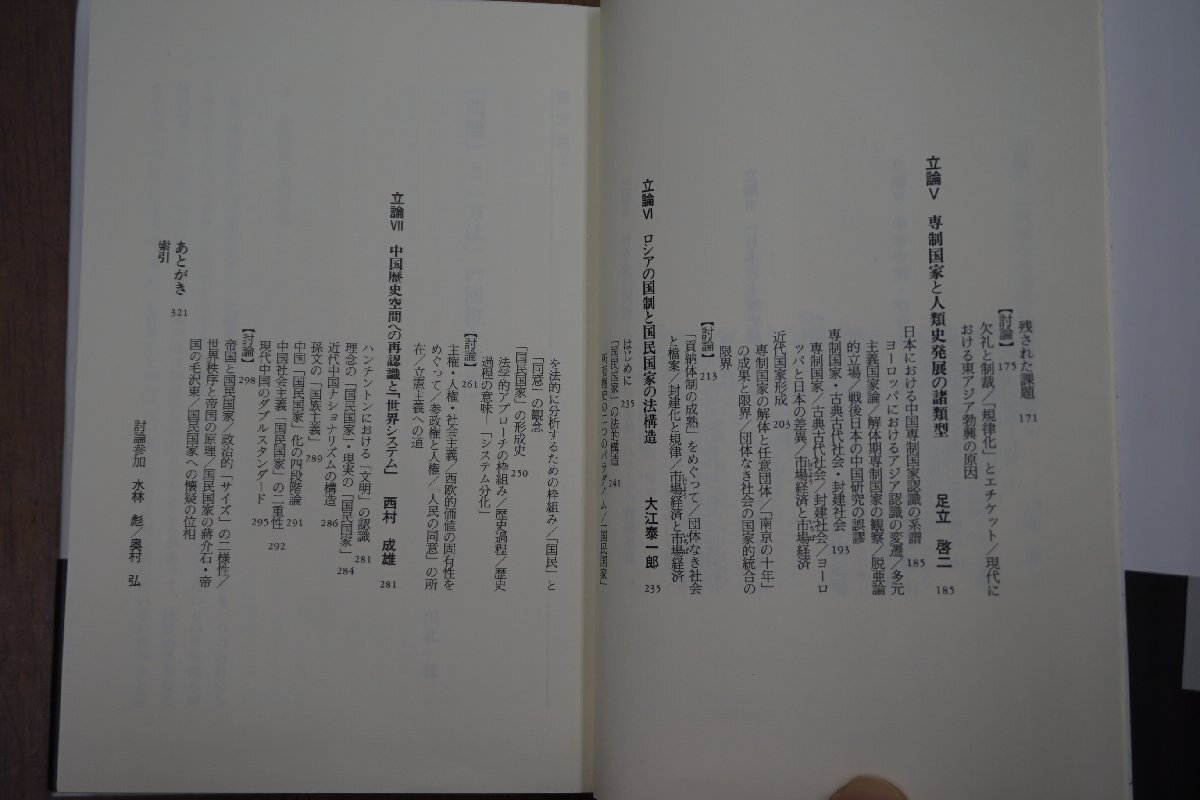 残された課題 171
【討論】 175
欠礼と制裁／「規律化」とエチケット／現代に
おける東アジア勃興の原因
立論Ⅴ 専制国家と人類史発展の諸類型 足立 啓二 185
日本における中国専制国家認識の系譜 185
ヨーロッパにおけるアジア認識の変遷／多元
主義国家論／解体期専制国家の観察／脱亜論
的立場／戦後日本の中国研究の誤謬
専制国家・古典古代社会・封建社会 193
専制国家／古典古代社会／封建社会／ヨーロ
ッパと日本の差異／市場経済と市場経済
近代国家形成 203
専制国家の解体と任意団体／「南京の十年」
の成果と限界／団体なき社会の国家的統合の
限界
【討論】 213
「貢納体制の成熟」をめぐって／団体なき社会
と檔案／封建化と規律／市場経済と市場経済
立論Ⅵ ロシアの国制と国民国家の法構造 大江泰一郎 235
はじめに 235
「国民国家」の法的構造 241
／「国民国家」
を法的に分析するための枠組み／「国民」と
「同意」の観念
「国民国家」の形成史 250
法学的アプローチの枠組み／歴史過程／歴史
過程の意味―「システム分化」
【討論】 261
主権・人権・社会主義／西欧的価値の固有性を
めぐって／参政権と人権／「人民の同意」の所
在／立憲主義への道
立論Ⅶ 中国歴史空間への再認識と「世界システム」 西村 成雄 281
ハンチントンにおける「文明」の認識 281
理念の「国民国家」・現実の「国民国家」 284
近代中国ナショナリズムの構造 286
孫文の「国族主義」 289
中国「国民国家」化の四段階論 291
中国社会主義「国民国家」の二重性 292
現代中国のダブルスタンダード 295
【討論】 298
帝国と国民国家／政治的「サイズ」の二様性／
世界秩序と帝国の原理／国民国家の蔣介石・帝
国の毛沢東／国民国家への懐疑の位相
あとがき 321
索引
討論参加 水林 彪／奥村 弘